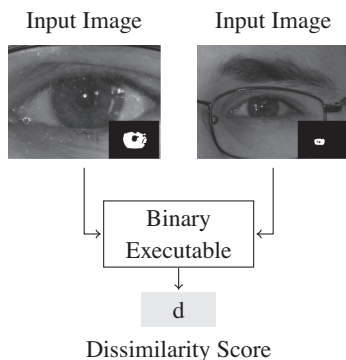 Input Image Input Image
Binary
Executable
d
Dissimilarity Score